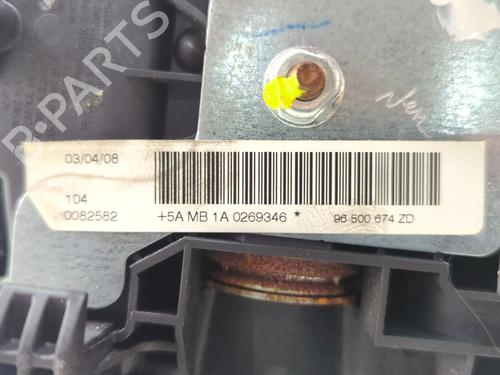 B-PARTS
03/04/08
104
0082582
+5A MB 1A 0269346 *
96 500 674 ZD